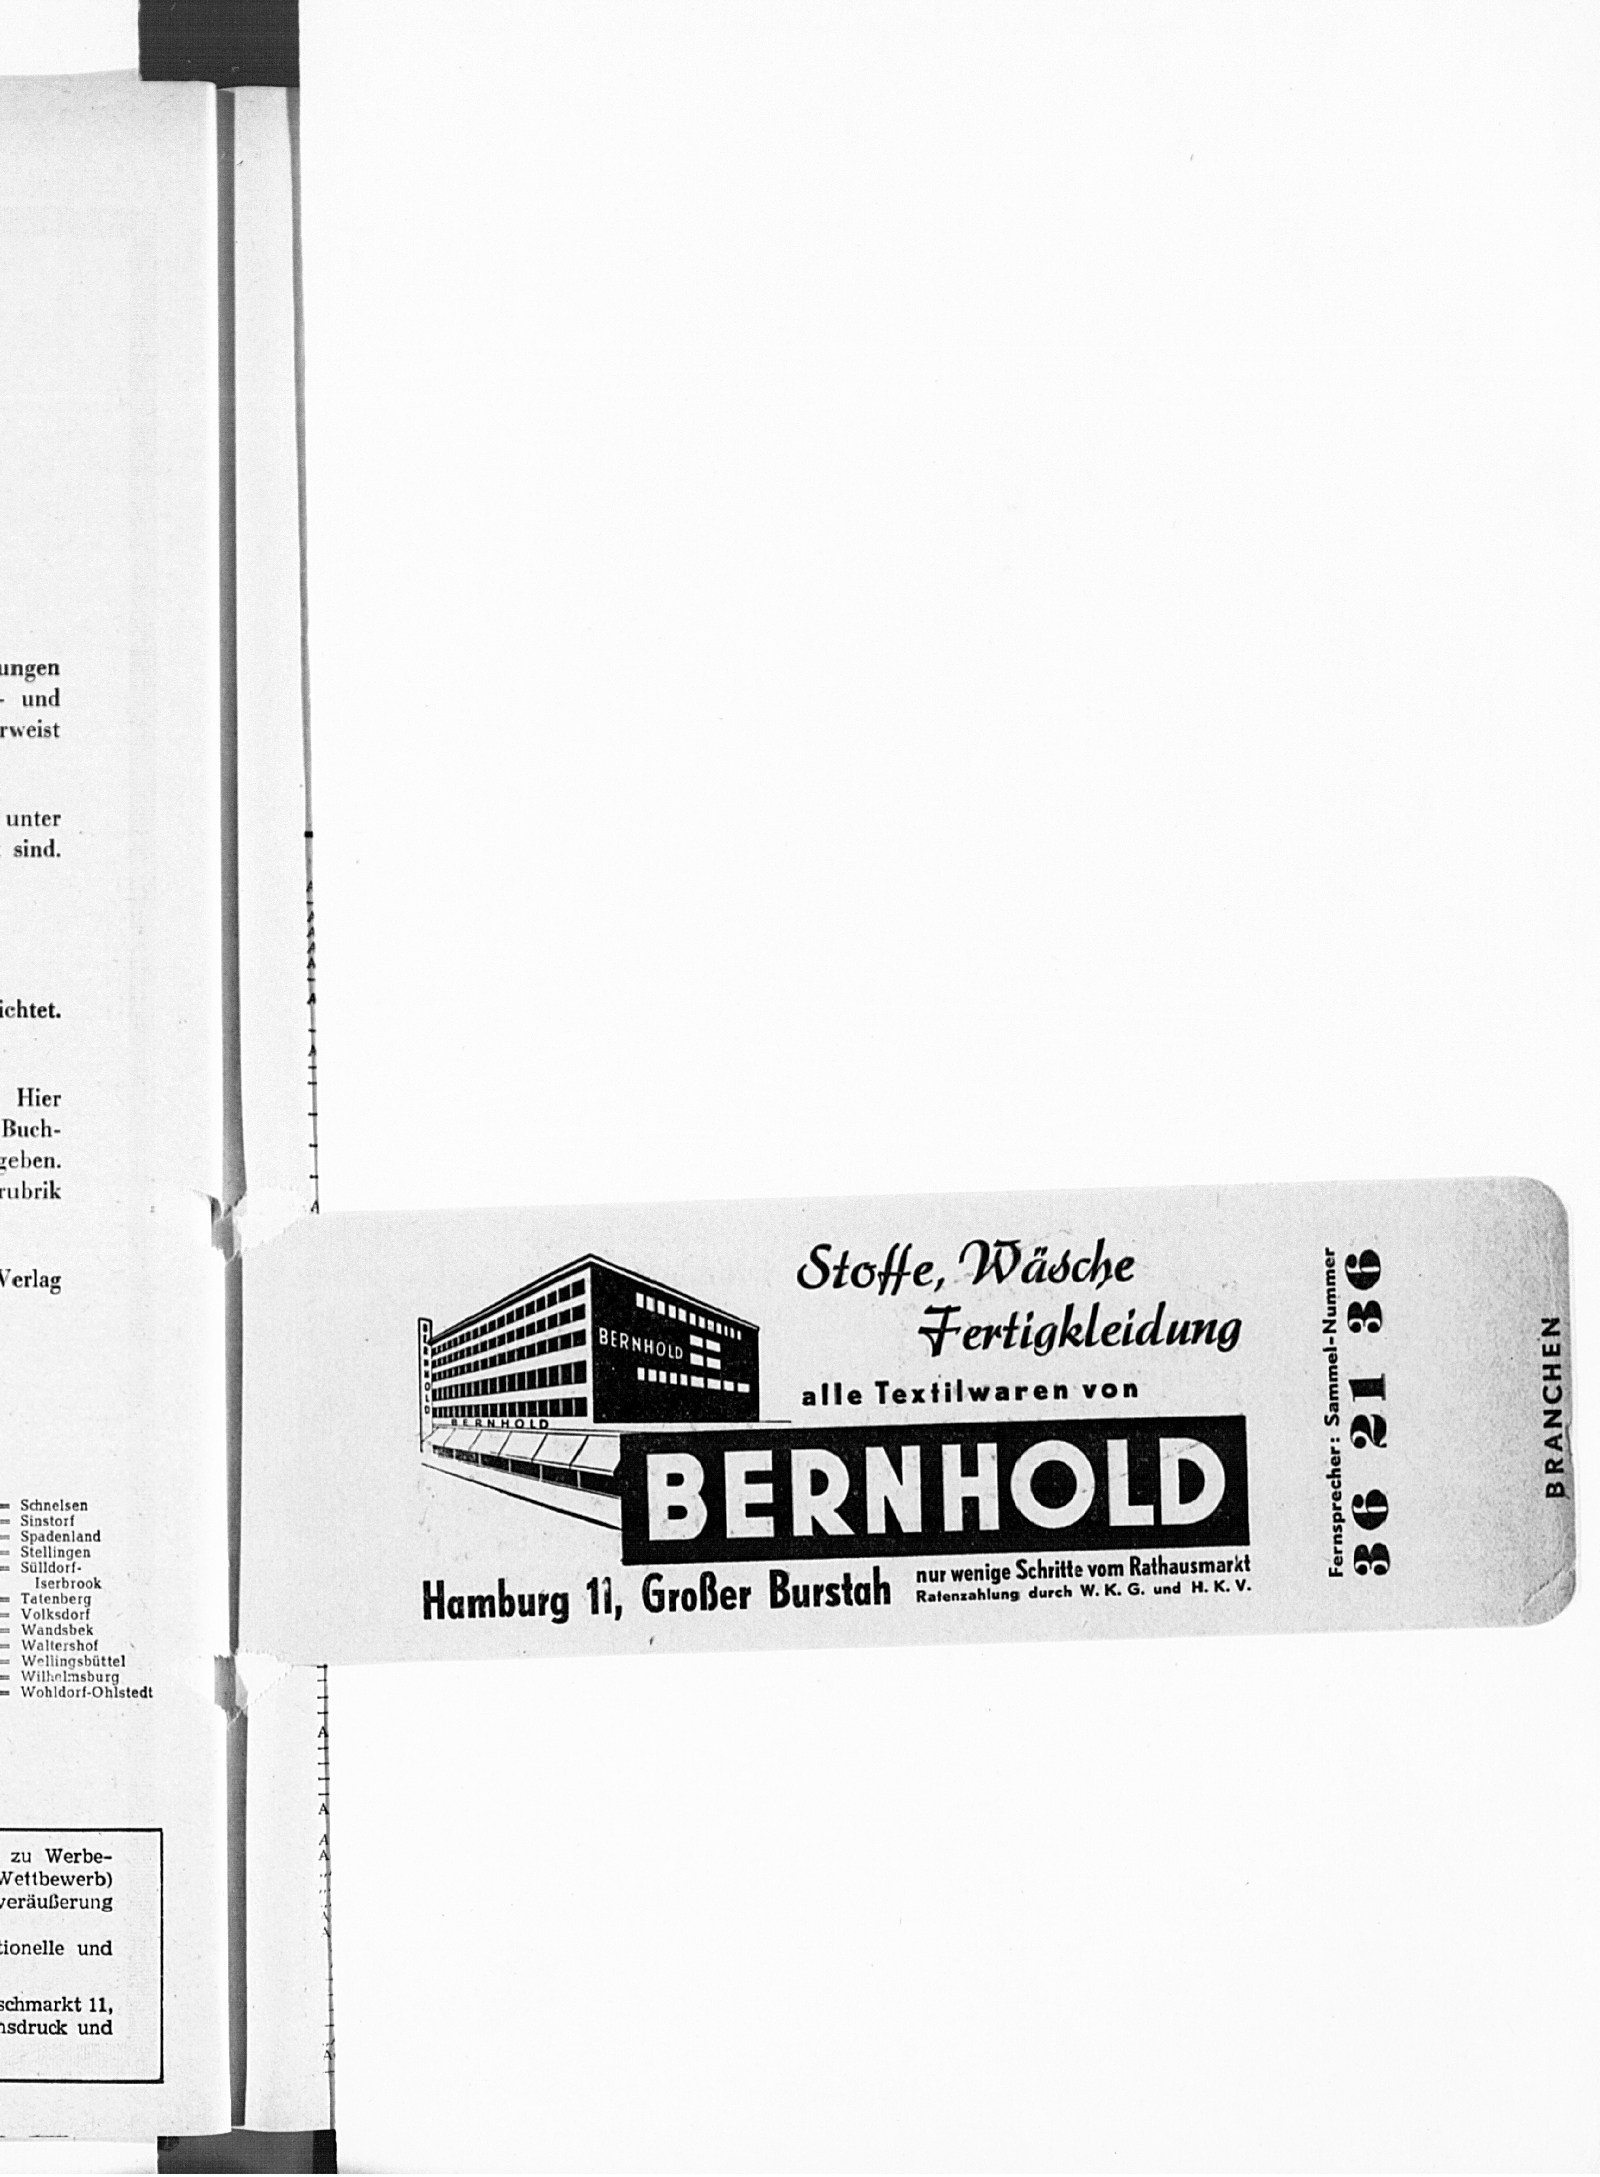 ungen
- und
rweist
unter
sind.
ichtet.
Hier
Buch-
geben.
rubrik
Verlag
= Schnelsen
= Sinstorf
= Spadenland
= Stellingen
= Sülldorf-
Iserbrook
= Tatenberg
= Volksdorf
= Wandsbek
= Waltershof
= Wellingsbüttel
= Wilhelmsburg
= Wohldorf-Ohlstedt
zu Werbe-
Wettbewerb)
veräußerung
tionelle und
schmarkt 11,
nsdruck und
Stoffe, Wäsche
Fertigkleidung
alle Textilwaren von
BERNHOLD
BERNHOLD
BERNHOLD
BERNHOLD
Hamburg 11, Großer Burstah
nur wenige Schritte vom Rathausmarkt
Ratenzahlung durch W. K. G. und H. K. V.
Fernsprecher: Sammel-Nummer
36 21 36
BRANCHEN